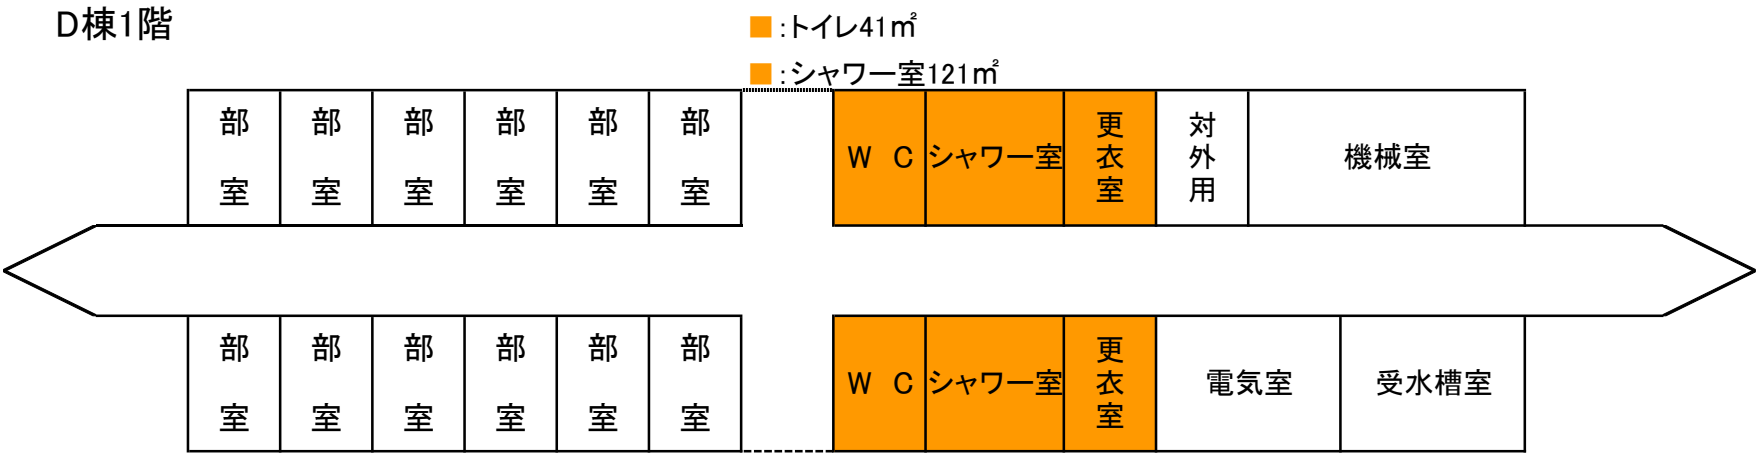 D棟1階
■:トイレ41㎡
■:シャワー室121㎡
部室 部室 部室 部室 部室 部室 W C シャワー室 更衣室 対外用 機械室
部室 部室 部室 部室 部室 部室 W C シャワー室 更衣室 電気室 受水槽室